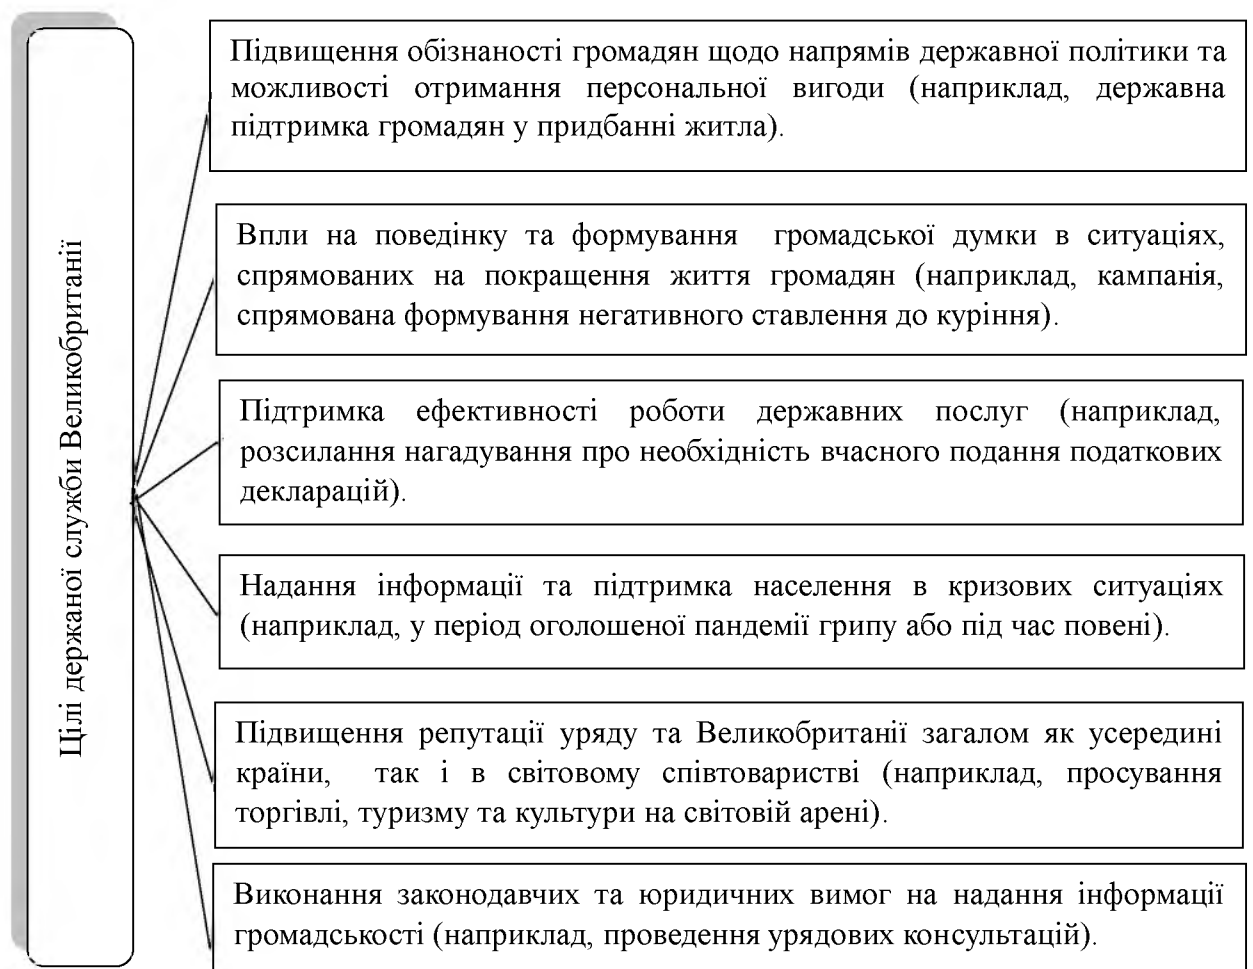 Цілі держаної служби Великобританії
Підвищення обізнаності громадян щодо напрямів державної політики та
можливості отримання персональної вигоди (наприклад, державна
підтримка громадян у придбанні житла).
Впли на поведінку та формування громадської думки в ситуаціях,
спрямованих на покращення життя громадян (наприклад, кампанія,
спрямована формування негативного ставлення до куріння).
Підтримка ефективності роботи державних послуг (наприклад,
розсилання нагадування про необхідність вчасного подання податкових
декларацій).
Надання інформації та підтримка населення в кризових ситуаціях
(наприклад, у період оголошеної пандемії грипу або під час повені).
Підвищення репутації уряду та Великобританії загалом як усередині
країни, так і в світовому співтоваристві (наприклад, просування
торгівлі, туризму та культури на світовій арені).
Виконання законодавчих та юридичних вимог на надання інформації
громадськості (наприклад, проведення урядових консультацій).